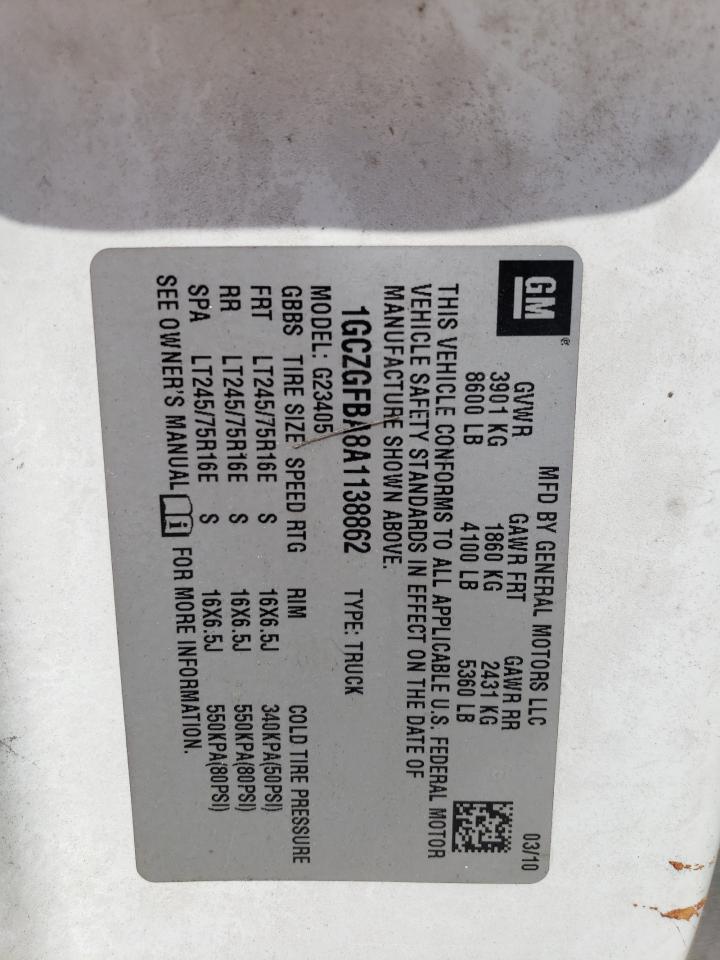 GM®
MFD BY GENERAL MOTORS LLC 03/10
GVWR GAWR FRT GAWR RR
3901 KG 1860 KG 2431 KG
8600 LB 4100 LB 5360 LB
THIS VEHICLE CONFORMS TO ALL APPLICABLE U.S. FEDERAL MOTOR
VEHICLE SAFETY STANDARDS IN EFFECT ON THE DATE OF
MANUFACTURE SHOWN ABOVE.
1GCZGFBA8A1138862 TYPE: TRUCK
MODEL: G23405
GBBS TIRE SIZE SPEED RTG RIM COLD TIRE PRESSURE
FRT LT245/75R16E S 16X6.5J 340KPA(50PSI)
RR LT245/75R16E S 16X6.5J 550KPA(80PSI)
SPA LT245/75R16E S 16X6.5J 550KPA(80PSI)
SEE OWNER'S MANUAL FOR MORE INFORMATION.